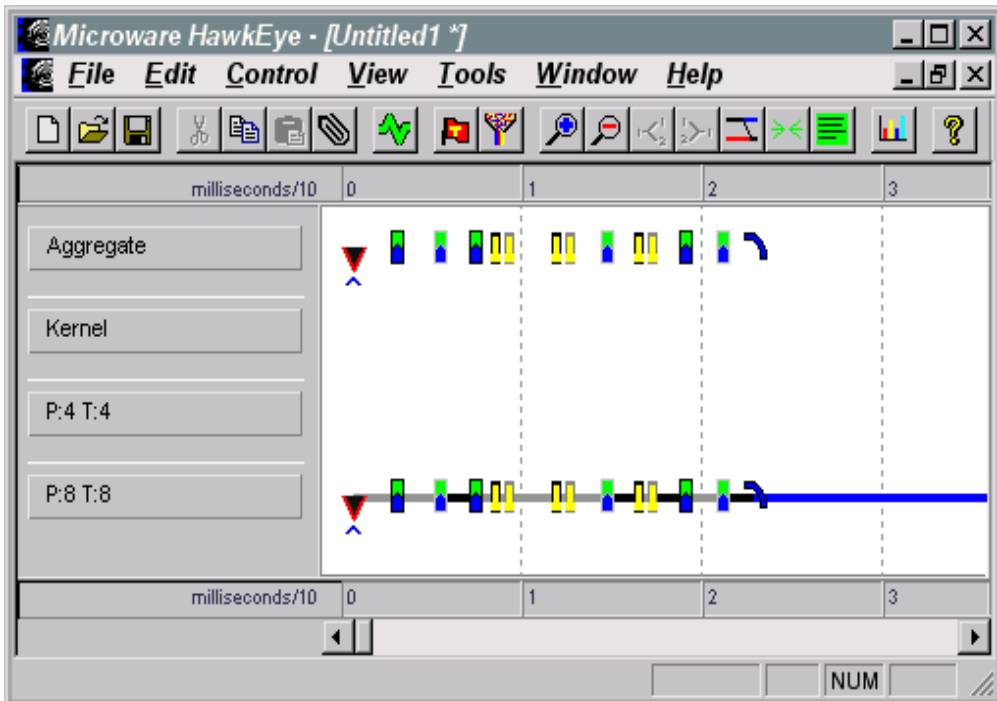 Microware HawkEye - [Untitled1 *]
File Edit Control View Tools Window Help
milliseconds/10 0 1 2 3
Aggregate
Kernel
P:4 T:4
P:8 T:8
milliseconds/10 0 1 2 3
NUM